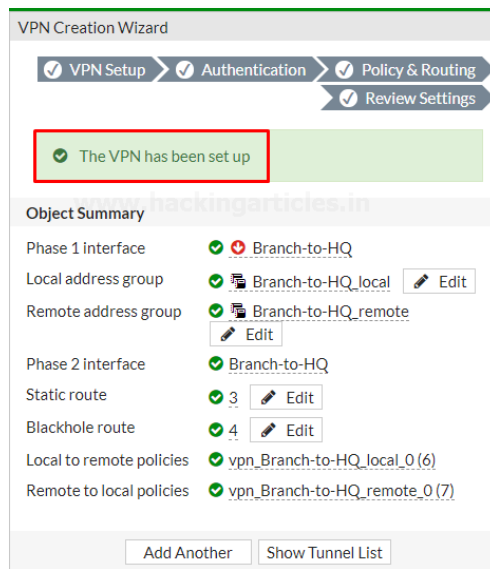 VPN Creation Wizard
VPN Setup
Authentication
Policy & Routing
Review Settings
The VPN has been set up
www.hackingarticles.in
Object Summary
Phase 1 interface Branch-to-HQ
Local address group Branch-to-HQ_local Edit
Remote address group Branch-to-HQ_remote
Edit
Phase 2 interface Branch-to-HQ
Static route 3 Edit
Blackhole route 4 Edit
Local to remote policies vpn_Branch-to-HQ_local_0 (6)
Remote to local policies vpn_Branch-to-HQ_remote_0 (7)
Add Another Show Tunnel List